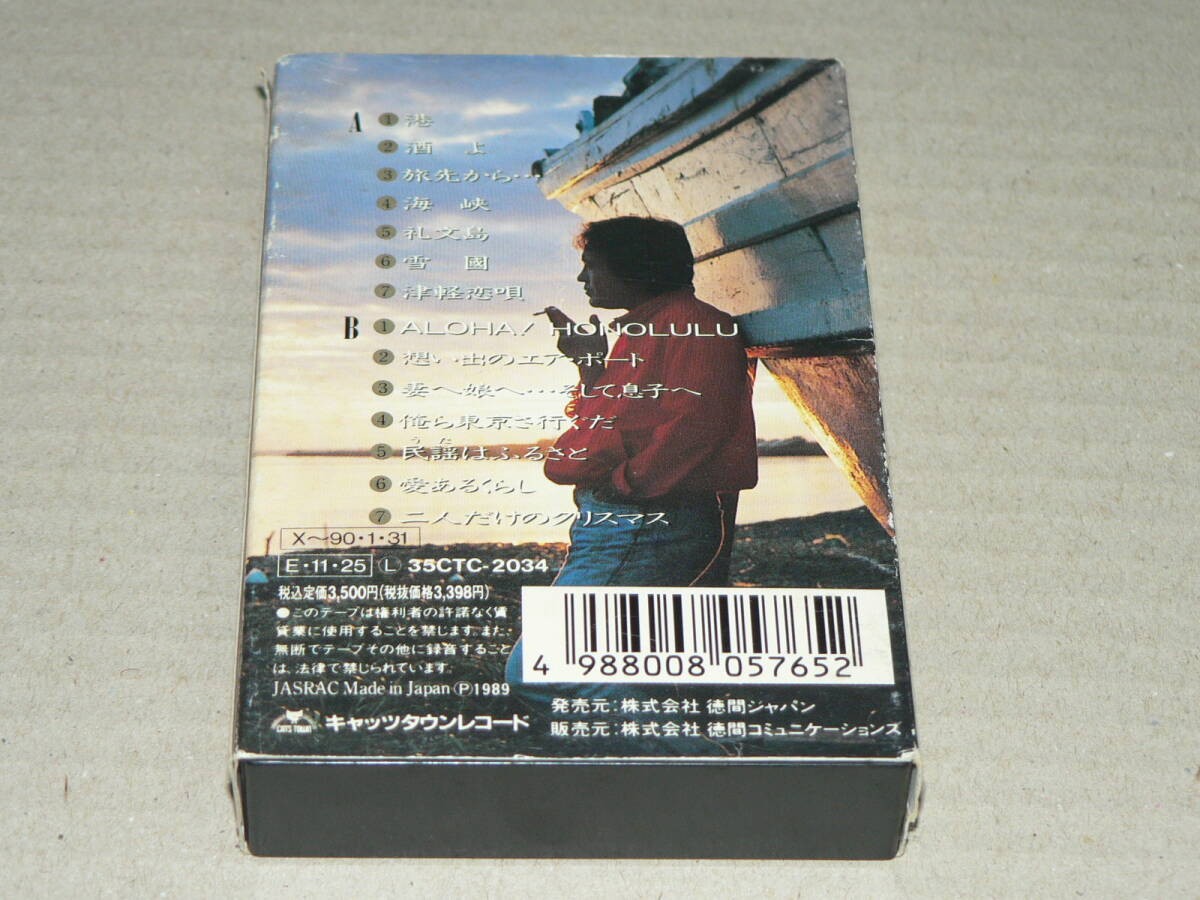 A ① 港
② 酒よ
③ 旅先から…
④ 海峡
⑤ 礼文島
⑥ 雪國
⑦ 津軽恋唄
B ① ALOHA! HONOLULU
② 想い出のエア・ポート
③ 妻へ娘へ…そして息子へ
④ 俺ら東京さ行ぐだ
うた
⑤ 民謡はふるさと
⑥ 愛あるくらし
⑦ 二人だけのクリスマス
X〜90・1・31
E・11・25 Ⓛ 35CTC-2034
税込定価3,500円(税抜価格3,398円)
●このテープは権利者の許諾なく賃
貸業に使用することを禁じます。また、
無断でテープその他に録音すること
は、法律で禁じられています。
JASRAC Made in Japan Ⓟ1989
4 988008 057652
CATS TOWN キャッツタウンレコード
発売元:株式会社 徳間ジャパン
販売元:株式会社 徳間コミュニケーションズ